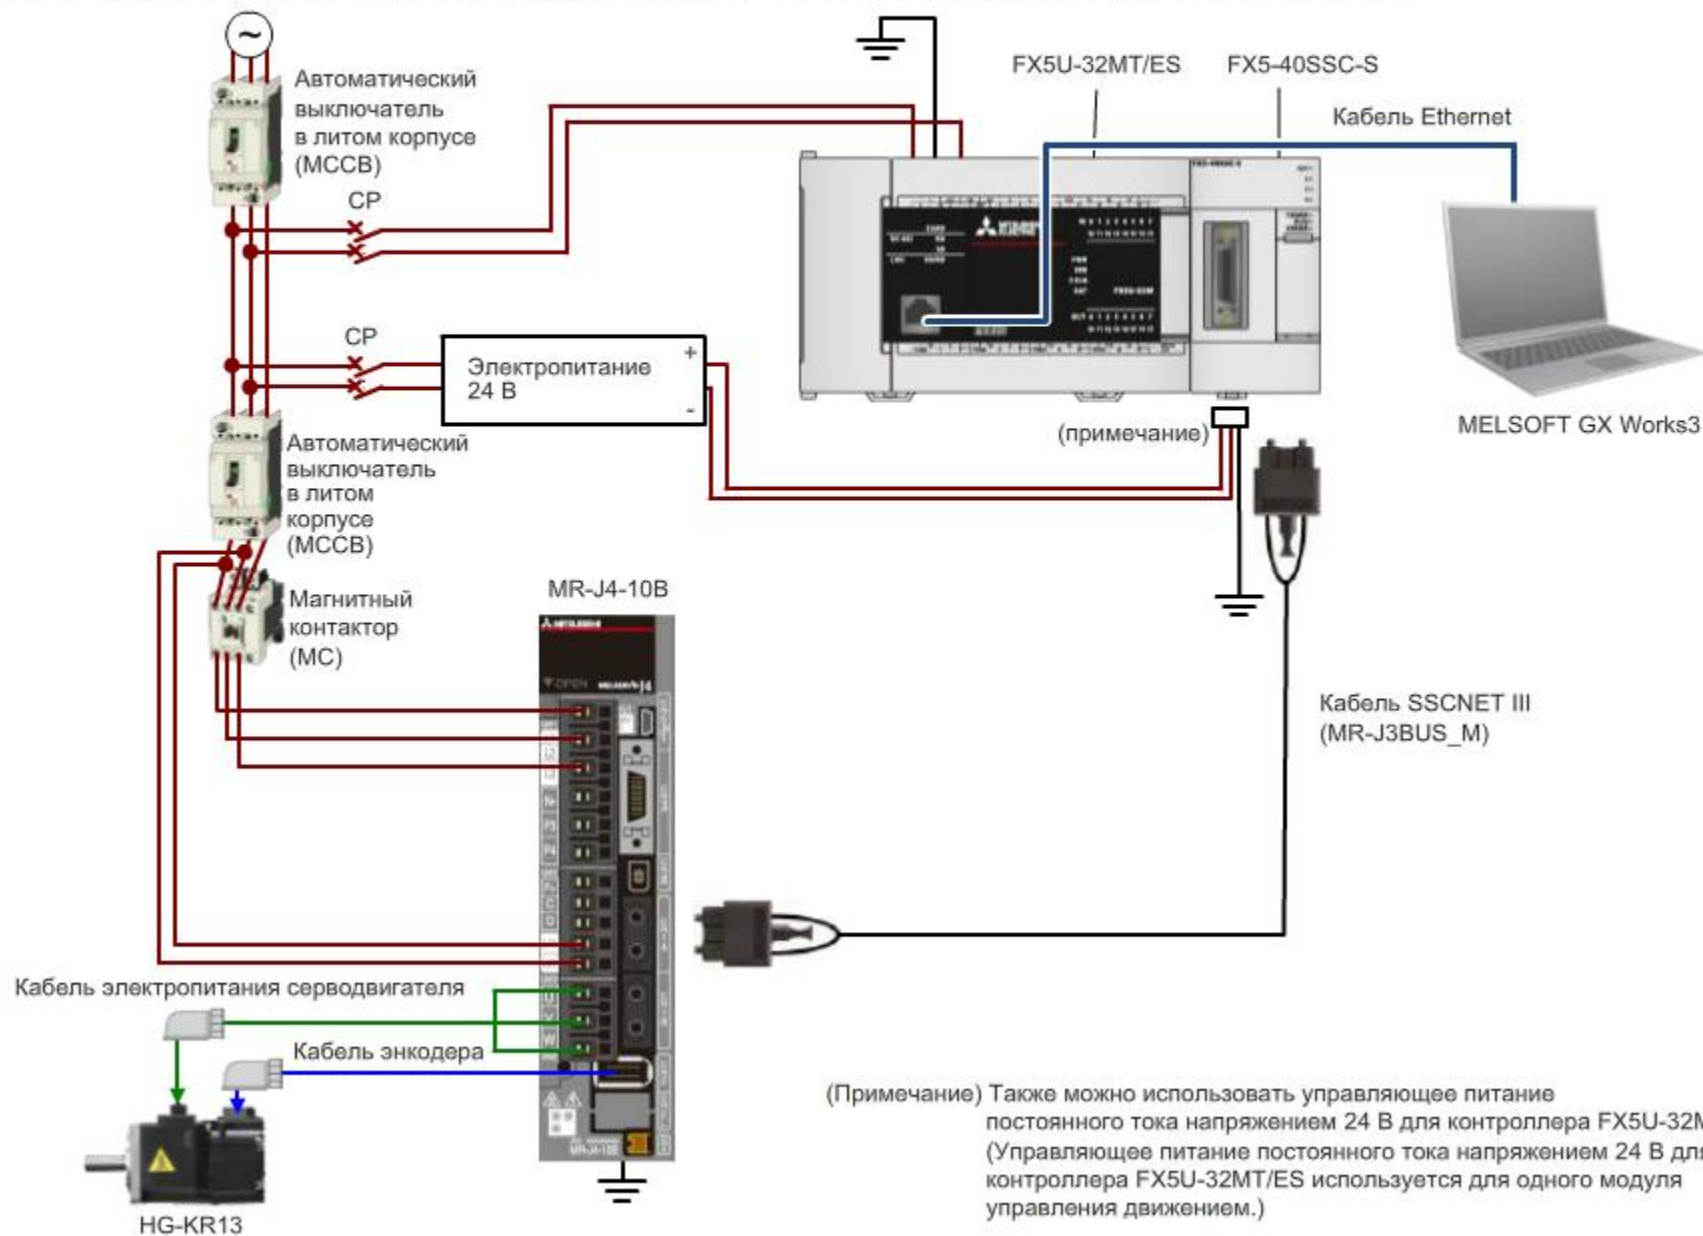 ~
Автоматический
выключатель
в литом корпусе
(MCCB)
CP
FX5U-32MT/ES
FX5-40SSC-S
Кабель Ethernet
CP
Электропитание
24 В
+
-
(примечание)
MELSOFT GX Works3
Автоматический
выключатель
в литом
корпусе
(MCCB)
Магнитный
контактор
(MC)
MR-J4-10B
MITSUBISHI
OPEN
Кабель SSCNET III
(MR-J3BUS_M)
Кабель электропитания серводвигателя
Кабель энкодера
HG-KR13
(Примечание) Также можно использовать управляющее питание
постоянного тока напряжением 24 В для контроллера FX5U-32M
(Управляющее питание постоянного тока напряжением 24 В для
контроллера FX5U-32MT/ES используется для одного модуля
управления движением.)